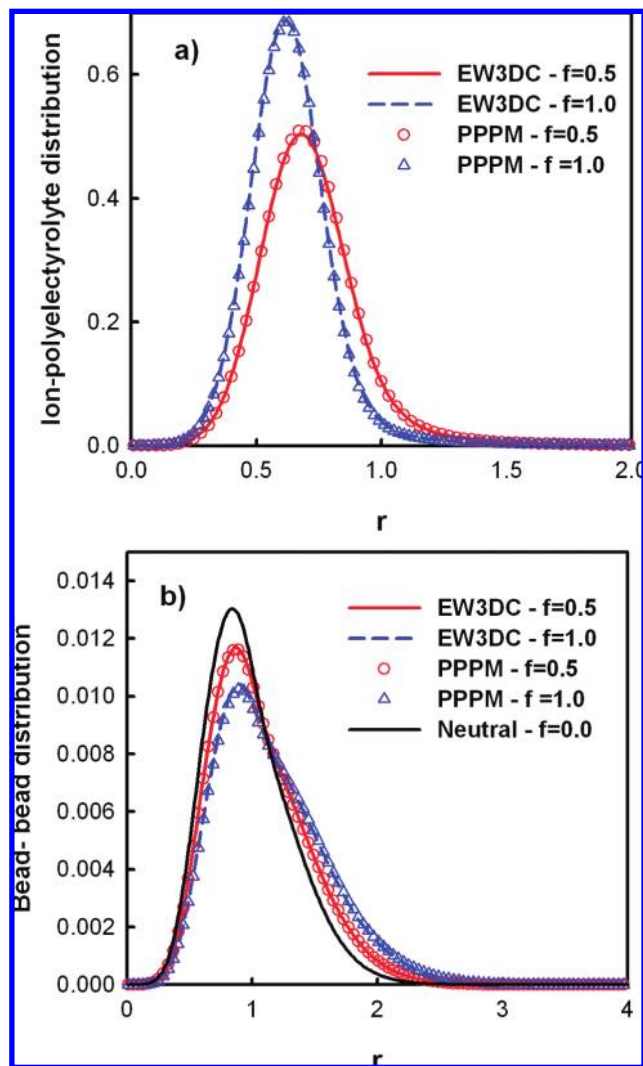 a)
Ion-polyelectyrolyte distribution
EW3DC - f=0.5
EW3DC - f=1.0
PPPM - f=0.5
PPPM - f =1.0
0.6
0.4
0.2
0.0
0.0 0.5 1.0 1.5 2.0
r
b)
Bead- bead distribution
EW3DC - f=0.5
EW3DC - f=1.0
PPPM - f=0.5
PPPM - f =1.0
Neutral - f=0.0
0.014
0.012
0.010
0.008
0.006
0.004
0.002
0.000
0 1 2 3 4
r